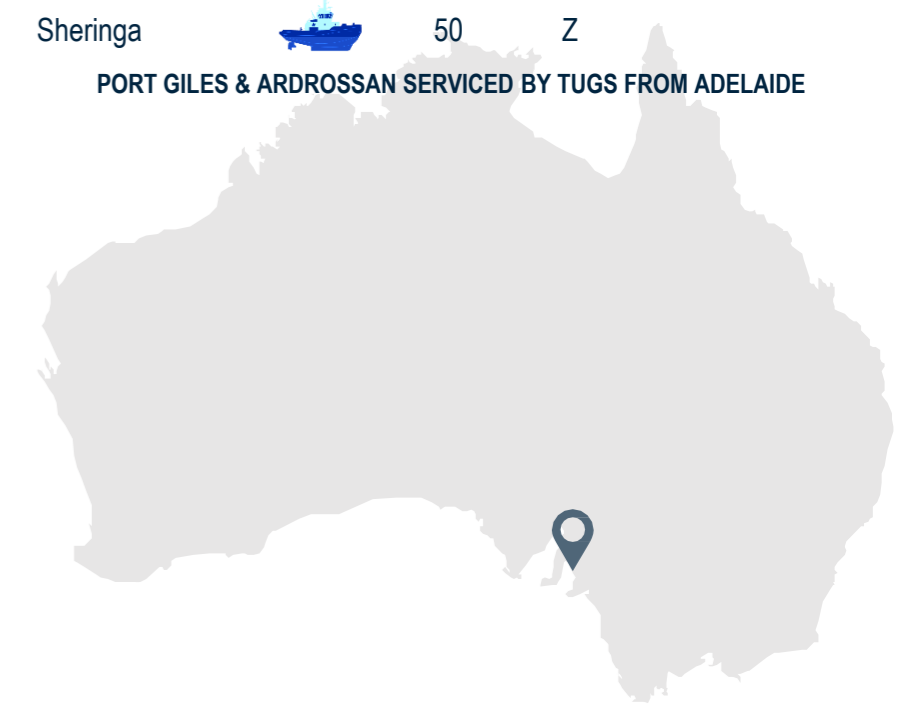 Sheringa 50 Z
PORT GILES & ARDROSSAN SERVICED BY TUGS FROM ADELAIDE